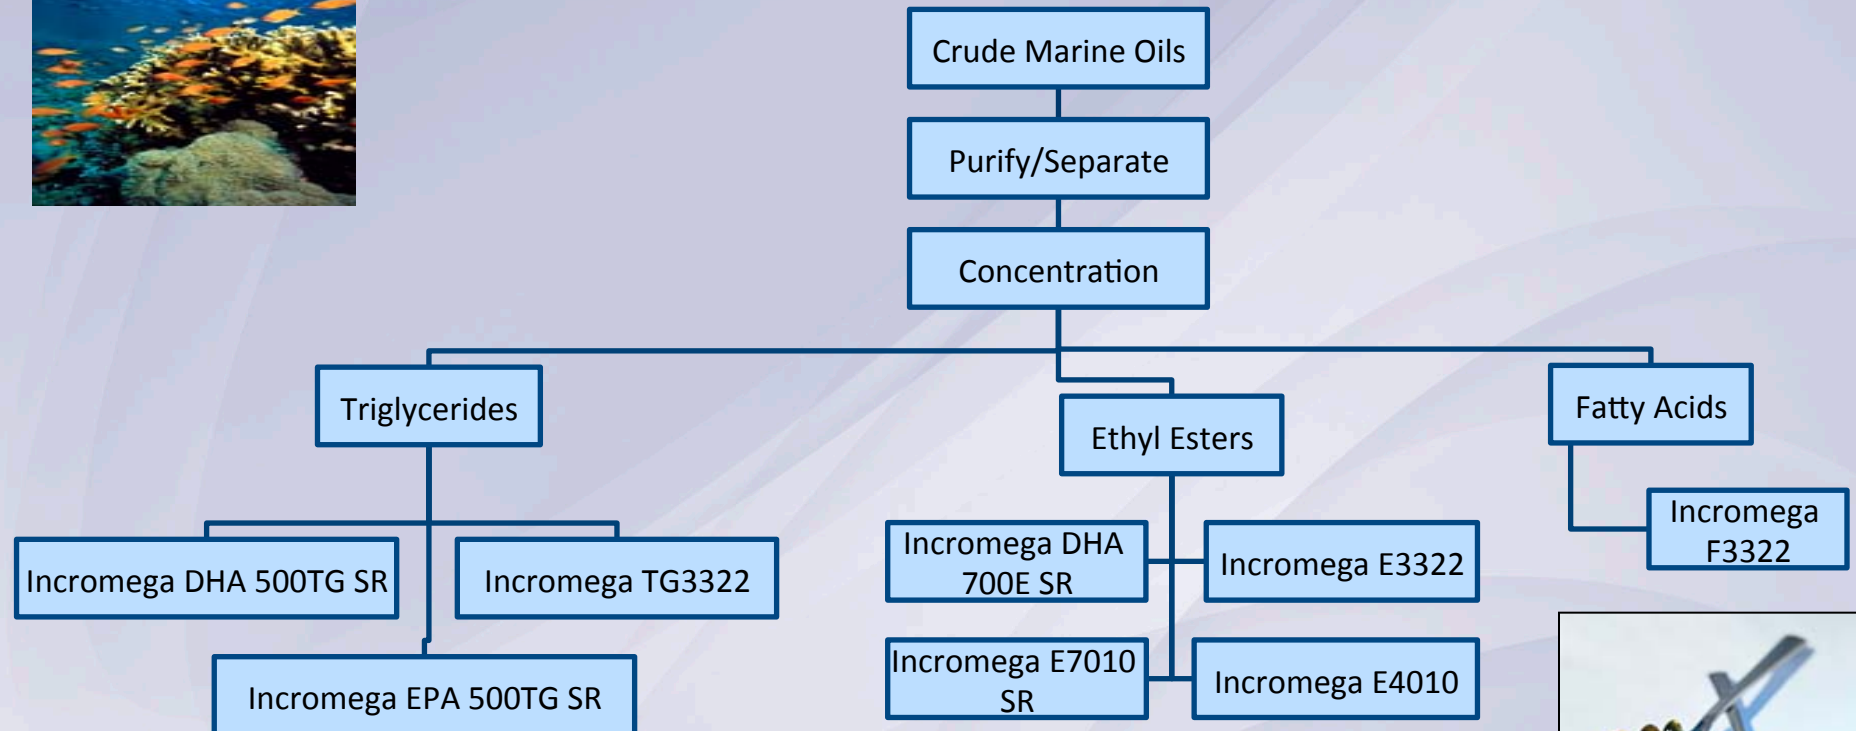 Crude Marine Oils
Purify/Separate
Concentration
Triglycerides
Ethyl Esters
Fatty Acids
Incromega DHA 500TG SR
Incromega TG3322
Incromega EPA 500TG SR
Incromega DHA
700E SR
Incromega E3322
Incromega E7010
SR
Incromega E4010
Incromega
F3322